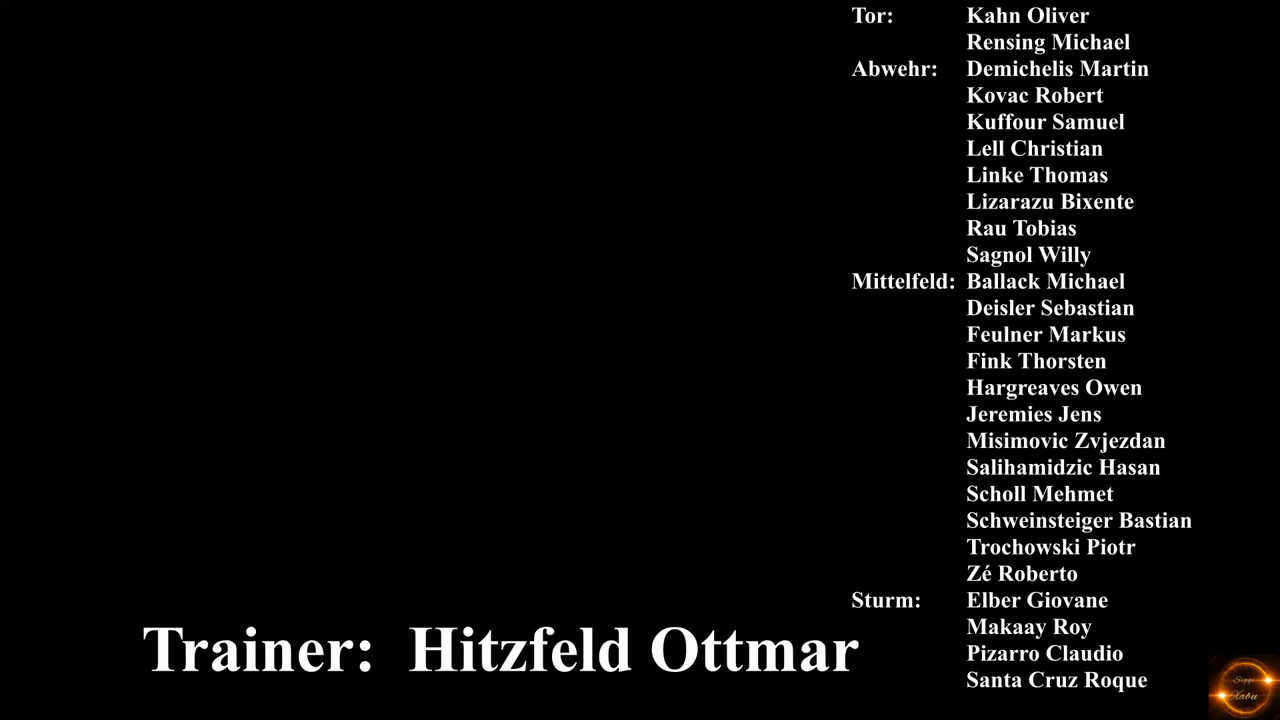 Tor: Kahn Oliver
Rensing Michael
Abwehr: Demichelis Martin
Kovac Robert
Kuffour Samuel
Lell Christian
Linke Thomas
Lizarazu Bixente
Rau Tobias
Sagnol Willy
Mittelfeld: Ballack Michael
Deisler Sebastian
Feulner Markus
Fink Thorsten
Hargreaves Owen
Jeremies Jens
Misimovic Zvjezdan
Salihamidzic Hasan
Scholl Mehmet
Schweinsteiger Bastian
Trochowski Piotr
Zé Roberto
Sturm: Elber Giovane
Makaay Roy
Pizarro Claudio
Santa Cruz Roque
Trainer: Hitzfeld Ottmar
Xabu